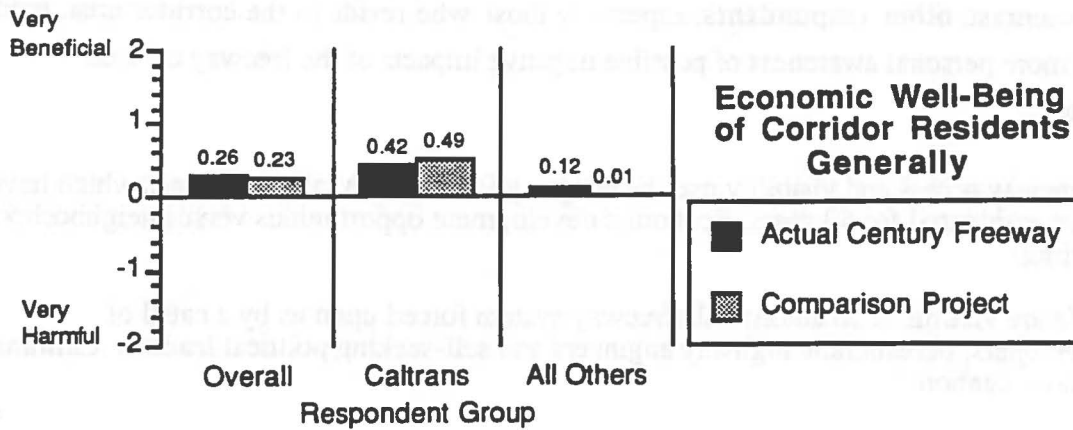 Very
Beneficial
2
1
0
-1
-2
Very
Harmful
0.26
0.23
0.42
0.49
0.12
0.01
Overall
Caltrans
All Others
Respondent Group
Economic Well-Being
of Corridor Residents
Generally
Actual Century Freeway
Comparison Project